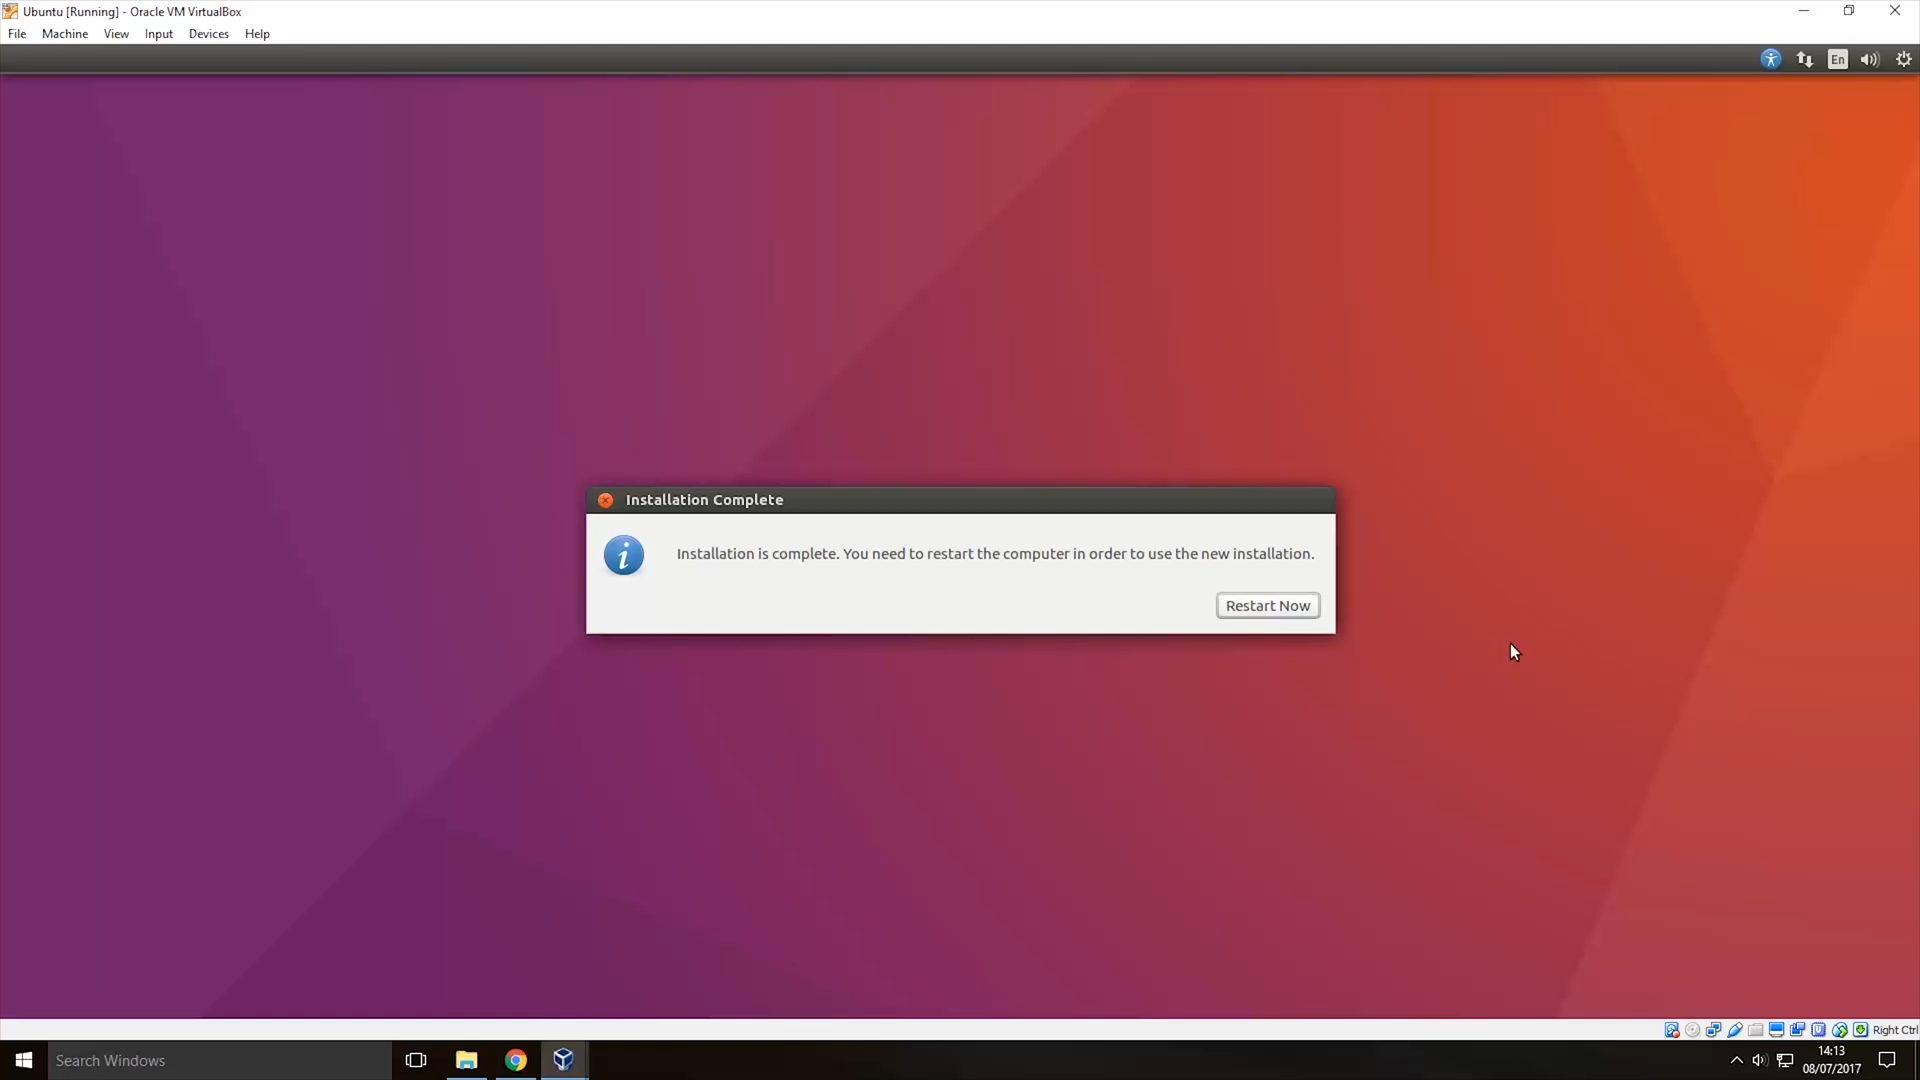 Ubuntu [Running] - Oracle VM VirtualBox
File Machine View Input Devices Help
En
Installation Complete
Installation is complete. You need to restart the computer in order to use the new installation.
Restart Now
Right Ctrl
Search Windows
14:13
08/07/2017